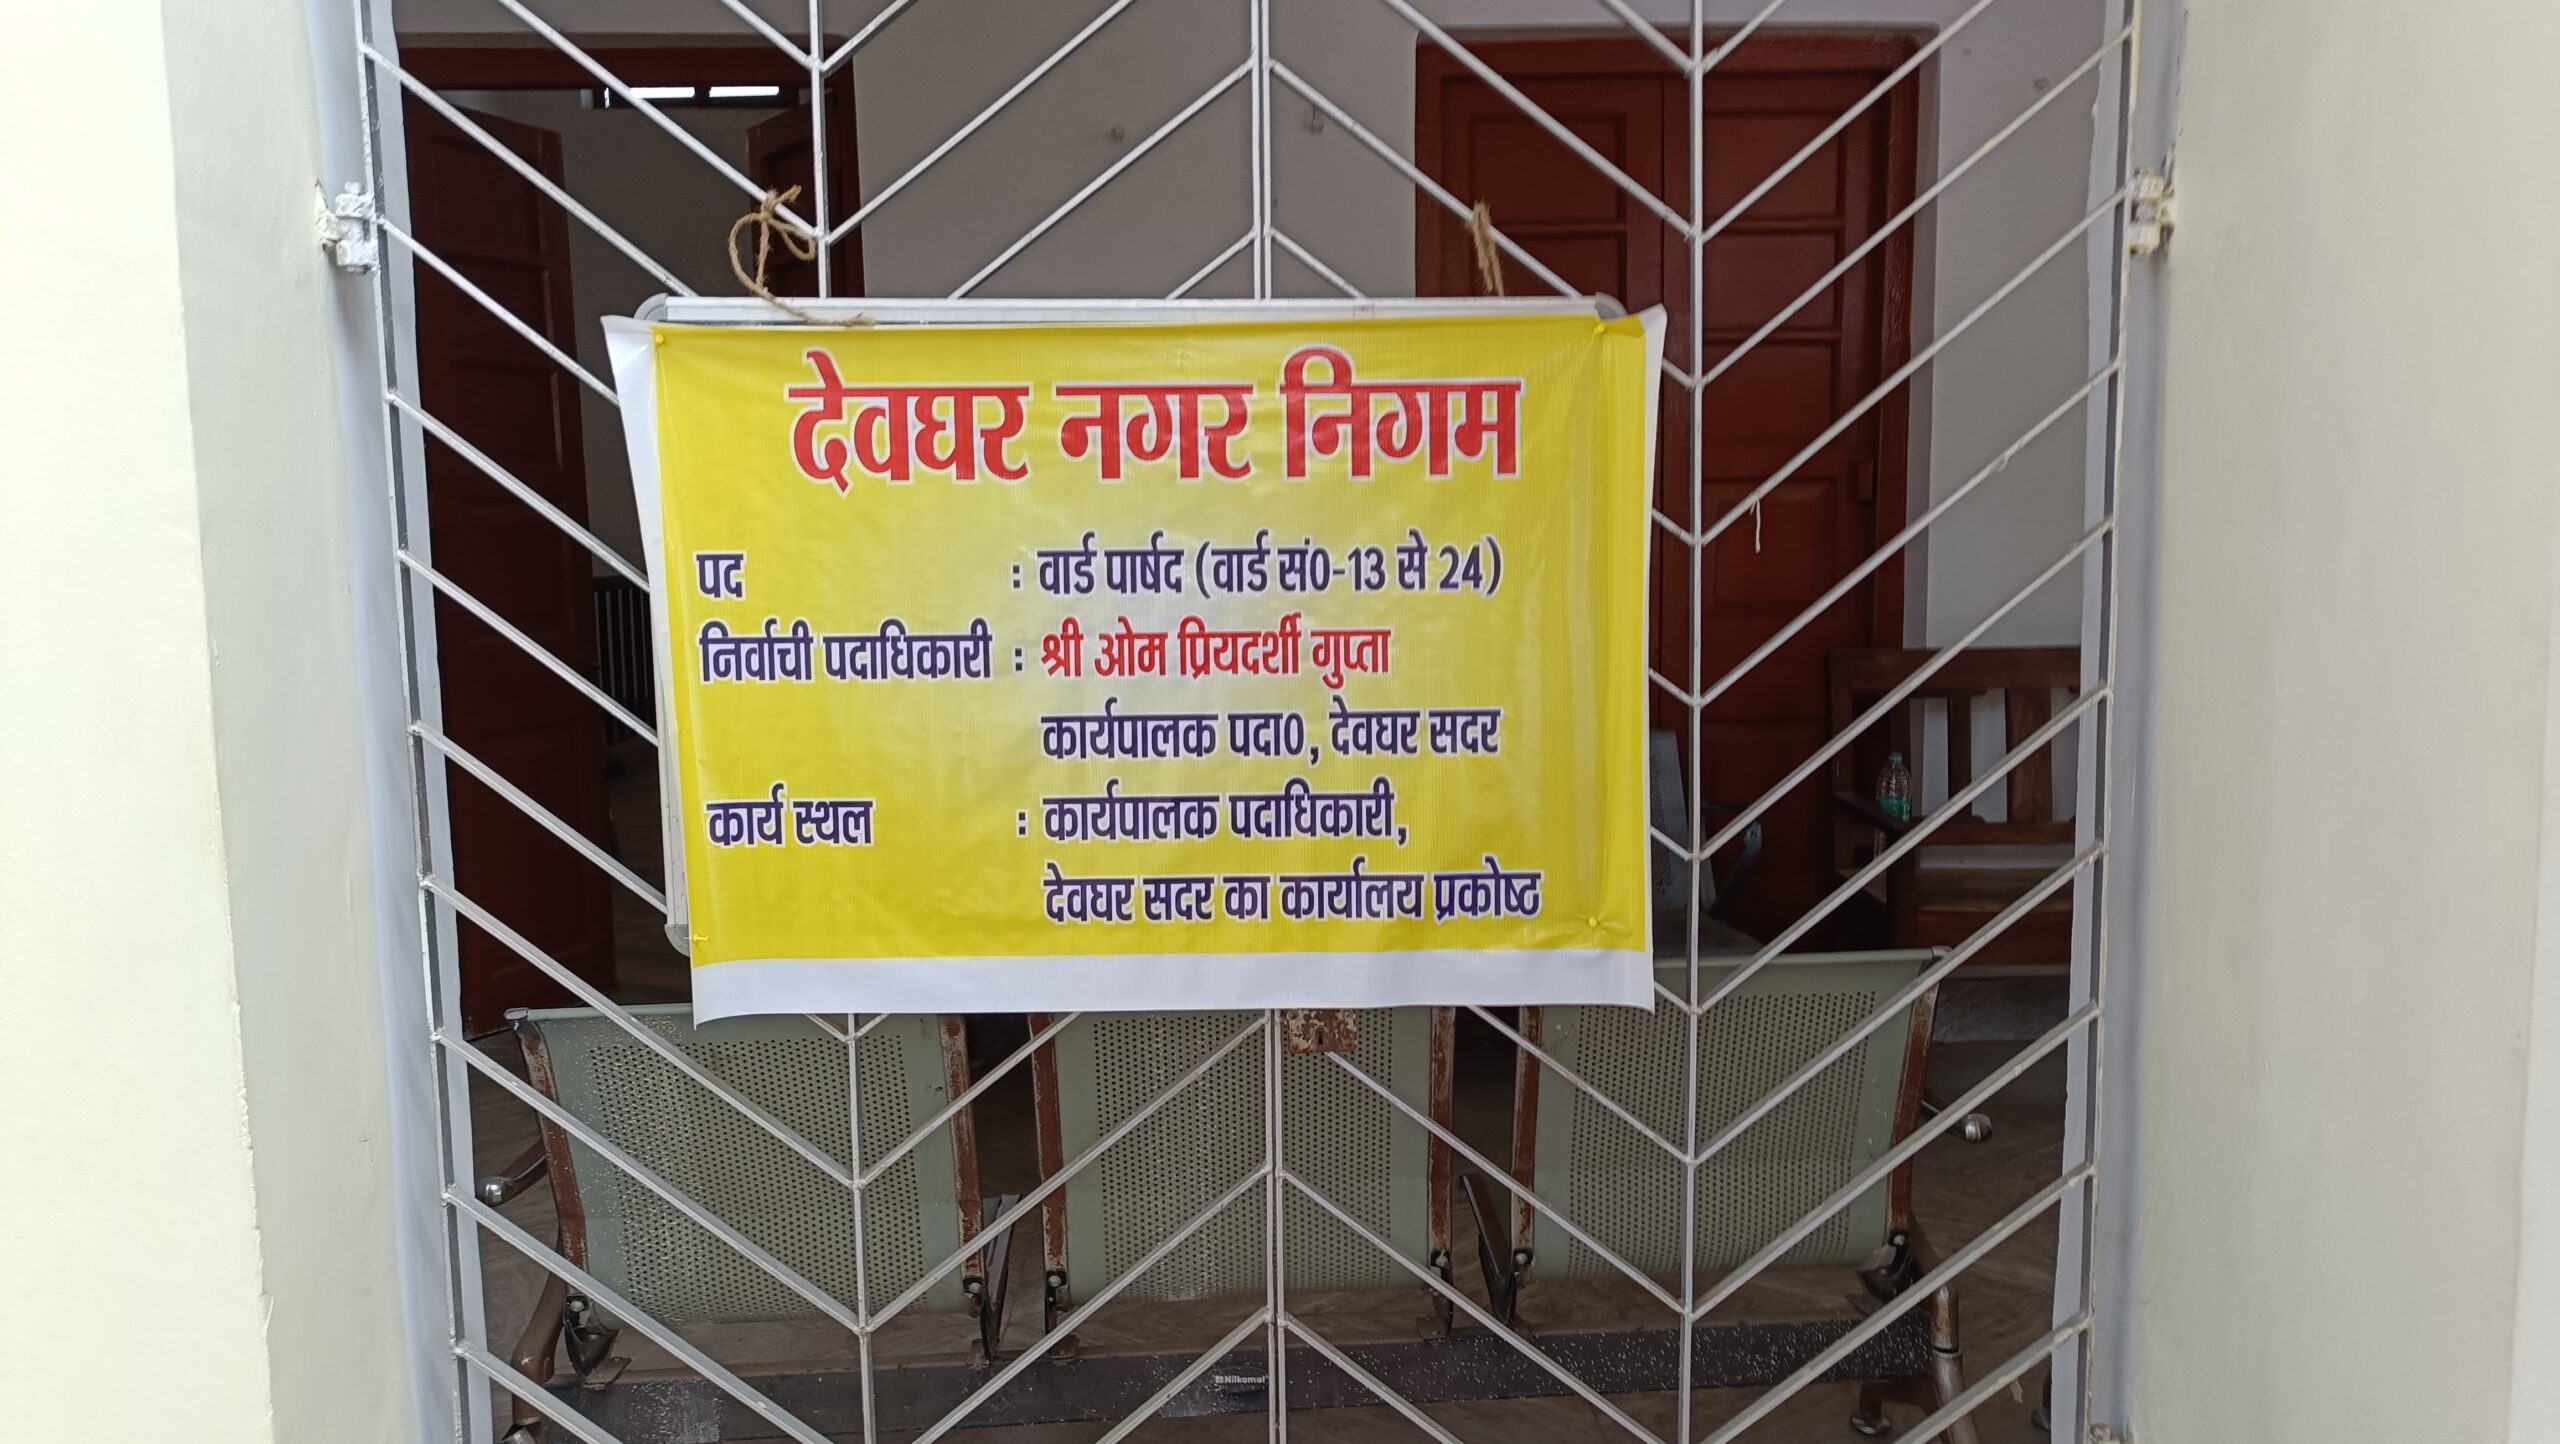 देवघर नगर निगम
पद : वार्ड पार्षद (वार्ड सं0-13 से 24)
निर्वाची पदाधिकारी : श्री ओम प्रियदर्शी गुप्ता
कार्यपालक पदा0, देवघर सदर
कार्य स्थल : कार्यपालक पदाधिकारी,
देवघर सदर का कार्यालय प्रकोष्ठ
Nilkamal